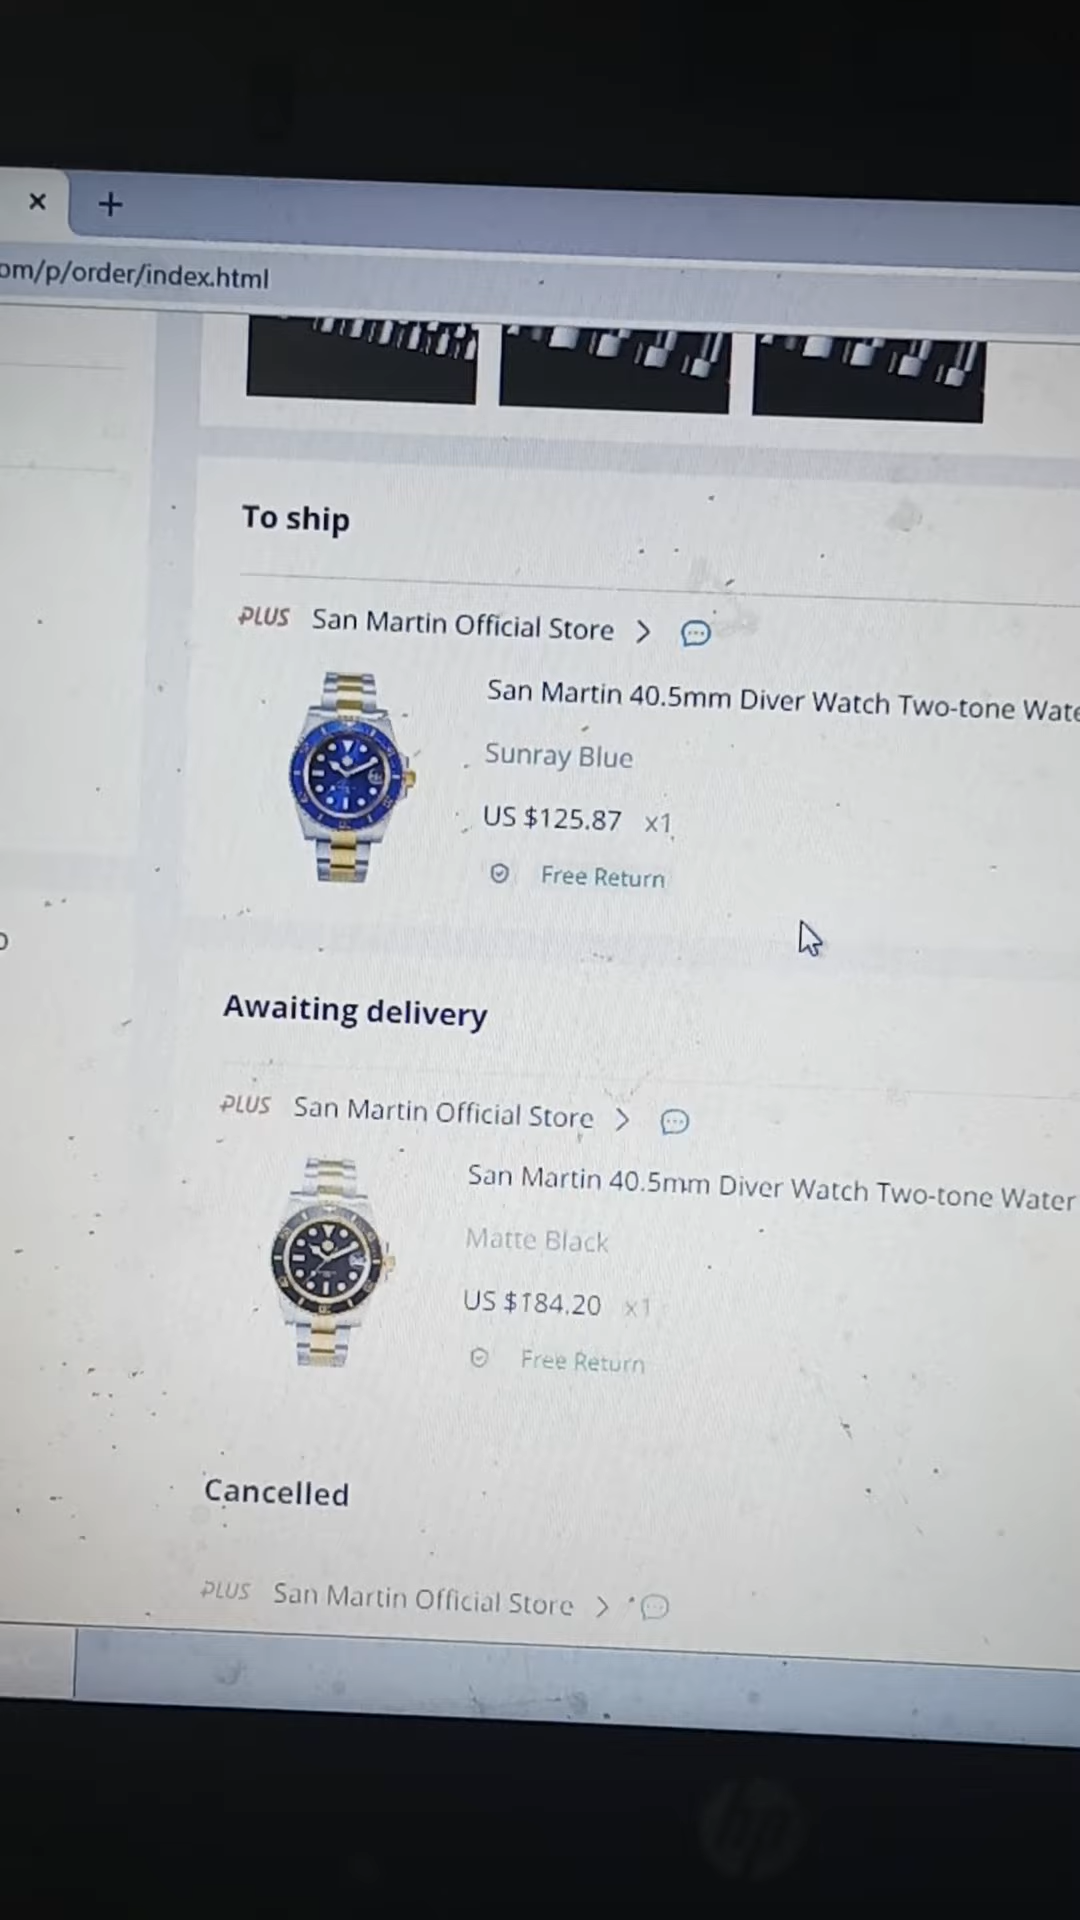 om/p/order/index.html
To ship
PLUS San Martin Official Store
San Martin 40.5mm Diver Watch Two-tone Wate
Sunray Blue
US $125.87 x1
Free Return
Awaiting delivery
PLUS San Martin Official Store
San Martin 40.5mm Diver Watch Two-tone Water
Matte Black
US $184.20 x1
Free Return
Cancelled
PLUS San Martin Official Store
hp